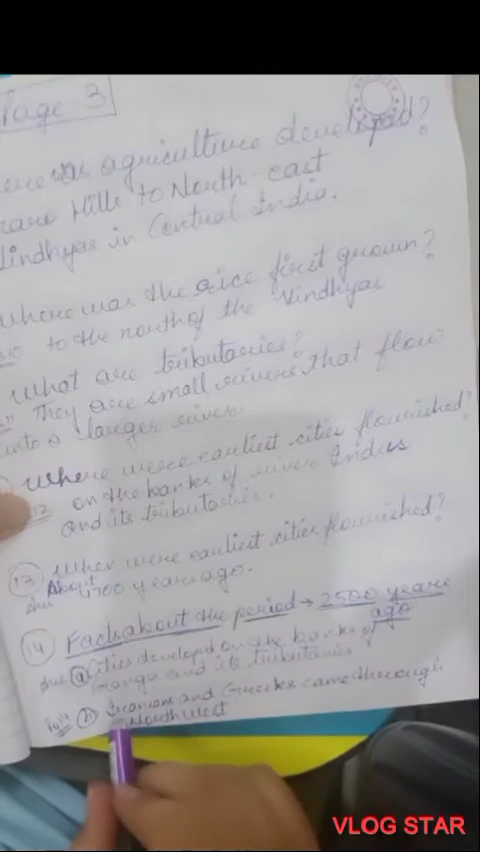 Page 3
was agriculture developed?
Hills to North east
Vindhyas in Central India.
where was the rice first grown?
to the north of the Vindhyas
What are tributaries?
They are small rivers that flow
into a larger river.
Where were earliest cities flourished?
on the banks of river Indus
and its tributaries.
13 When were earliest cities flourished?
About
4700 years ago.
14 Facts about the period → 2500 years
ago
(a) Cities developed on the banks of
Ganga and its tributaries
(b) Iranians and Greeks came through
North West
VLOG STAR